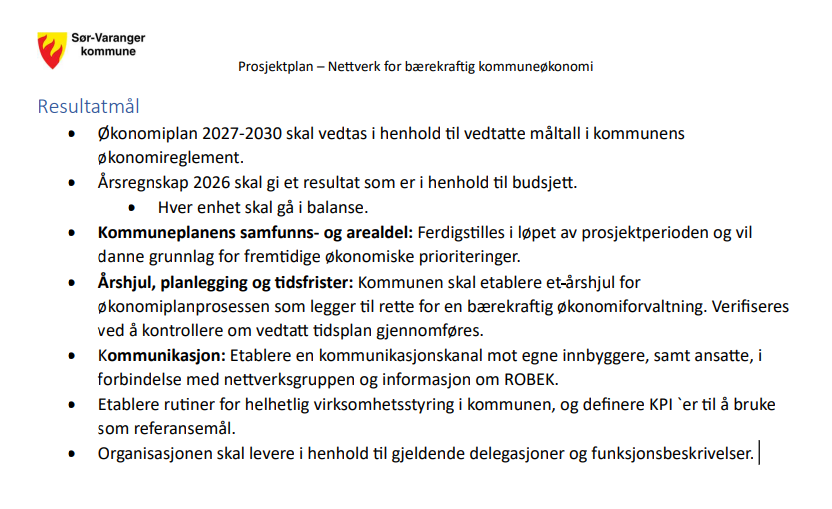 Sør-Varanger
kommune
Prosjektplan – Nettverk for bærekraftig kommuneøkonomi
Resultatmål
• Økonomiplan 2027-2030 skal vedtas i henhold til vedtatte måltall i kommunens
økonomireglement.
• Årsregnskap 2026 skal gi et resultat som er i henhold til budsjett.
• Hver enhet skal gå i balanse.
• Kommuneplanens samfunns- og arealdel: Ferdigstilles i løpet av prosjektperioden og vil
danne grunnlag for fremtidige økonomiske prioriteringer.
• Årshjul, planlegging og tidsfrister: Kommunen skal etablere et årshjul for
økonomiplanprosessen som legger til rette for en bærekraftig økonomiforvaltning. Verifiseres
ved å kontrollere om vedtatt tidsplan gjennomføres.
• Kommunikasjon: Etablere en kommunikasjonskanal mot egne innbyggere, samt ansatte, i
forbindelse med nettverksgruppen og informasjon om ROBEK.
• Etablere rutiner for helhetlig virksomhetsstyring i kommunen, og definere KPI `er til å bruke
som referansemål.
• Organisasjonen skal levere i henhold til gjeldende delegasjoner og funksjonsbeskrivelser.